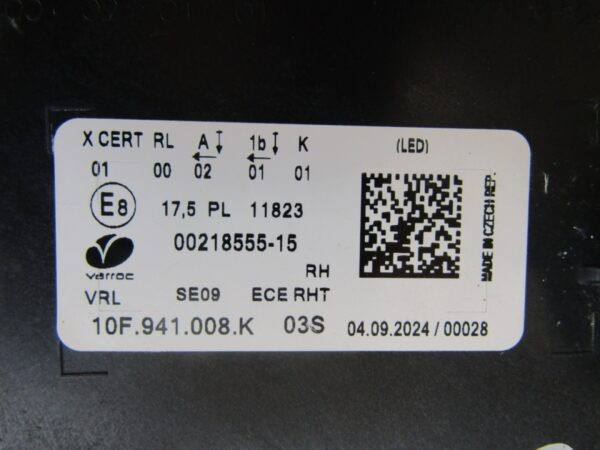 X CERT RL A 1b K (LED)
01 00 02 01 01
E8 17,5 PL 11823
00218555-15
varroc RH
VRL SE09 ECE RHT
10F.941.008.K 03S 04.09.2024 / 00028
MADE IN CZECH REP.